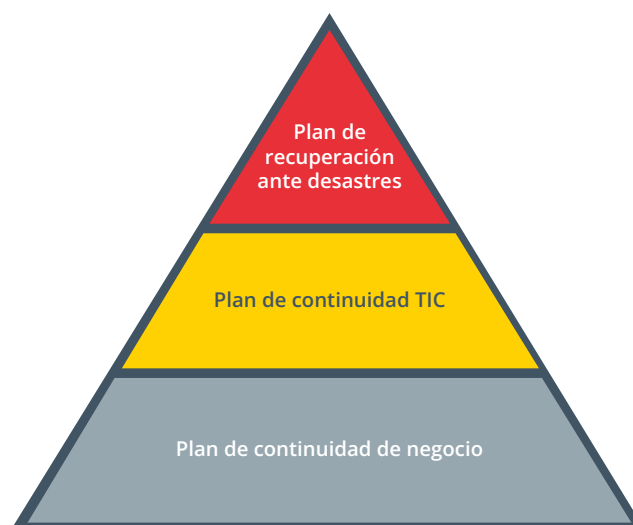 Plan de
recuperación
ante desastres
Plan de continuidad TIC
Plan de continuidad de negocio